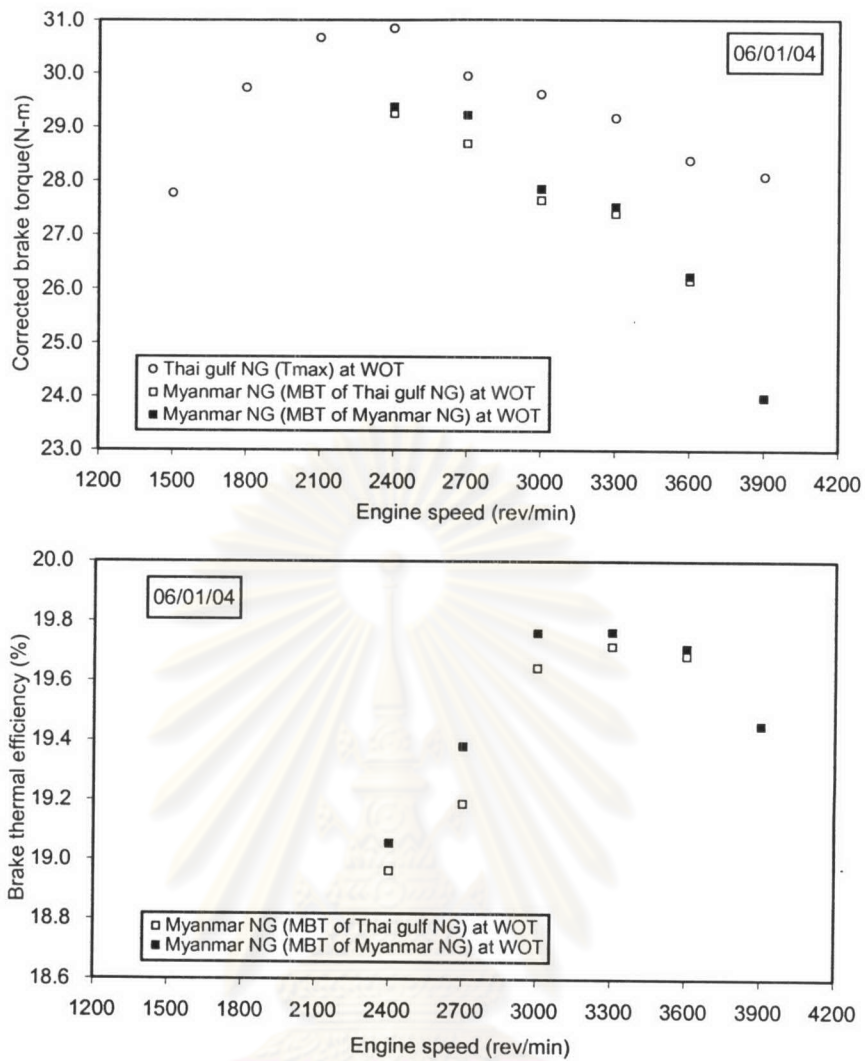 31.0
06/01/04
30.0
29.0
28.0
27.0
26.0
25.0
24.0
23.0
Corrected brake torque(N-m)
Thai gulf NG (Tmax) at WOT
Myanmar NG (MBT of Thai gulf NG) at WOT
Myanmar NG (MBT of Myanmar NG) at WOT
1200 1500 1800 2100 2400 2700 3000 3300 3600 3900 4200
Engine speed (rev/min)
20.0
06/01/04
19.8
19.6
19.4
19.2
19.0
18.8
18.6
Brake thermal efficiency (%)
Myanmar NG (MBT of Thai gulf NG) at WOT
Myanmar NG (MBT of Myanmar NG) at WOT
1200 1500 1800 2100 2400 2700 3000 3300 3600 3900 4200
Engine speed (rev/min)